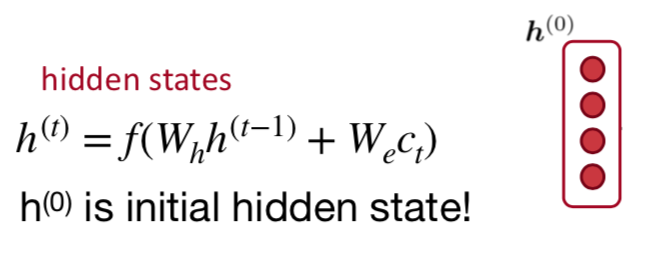 h⁽⁰⁾
hidden states
h⁽ᵗ⁾ = f(Wₕh⁽ᵗ⁻¹⁾ + Wₑcₜ)
h⁽⁰⁾ is initial hidden state!